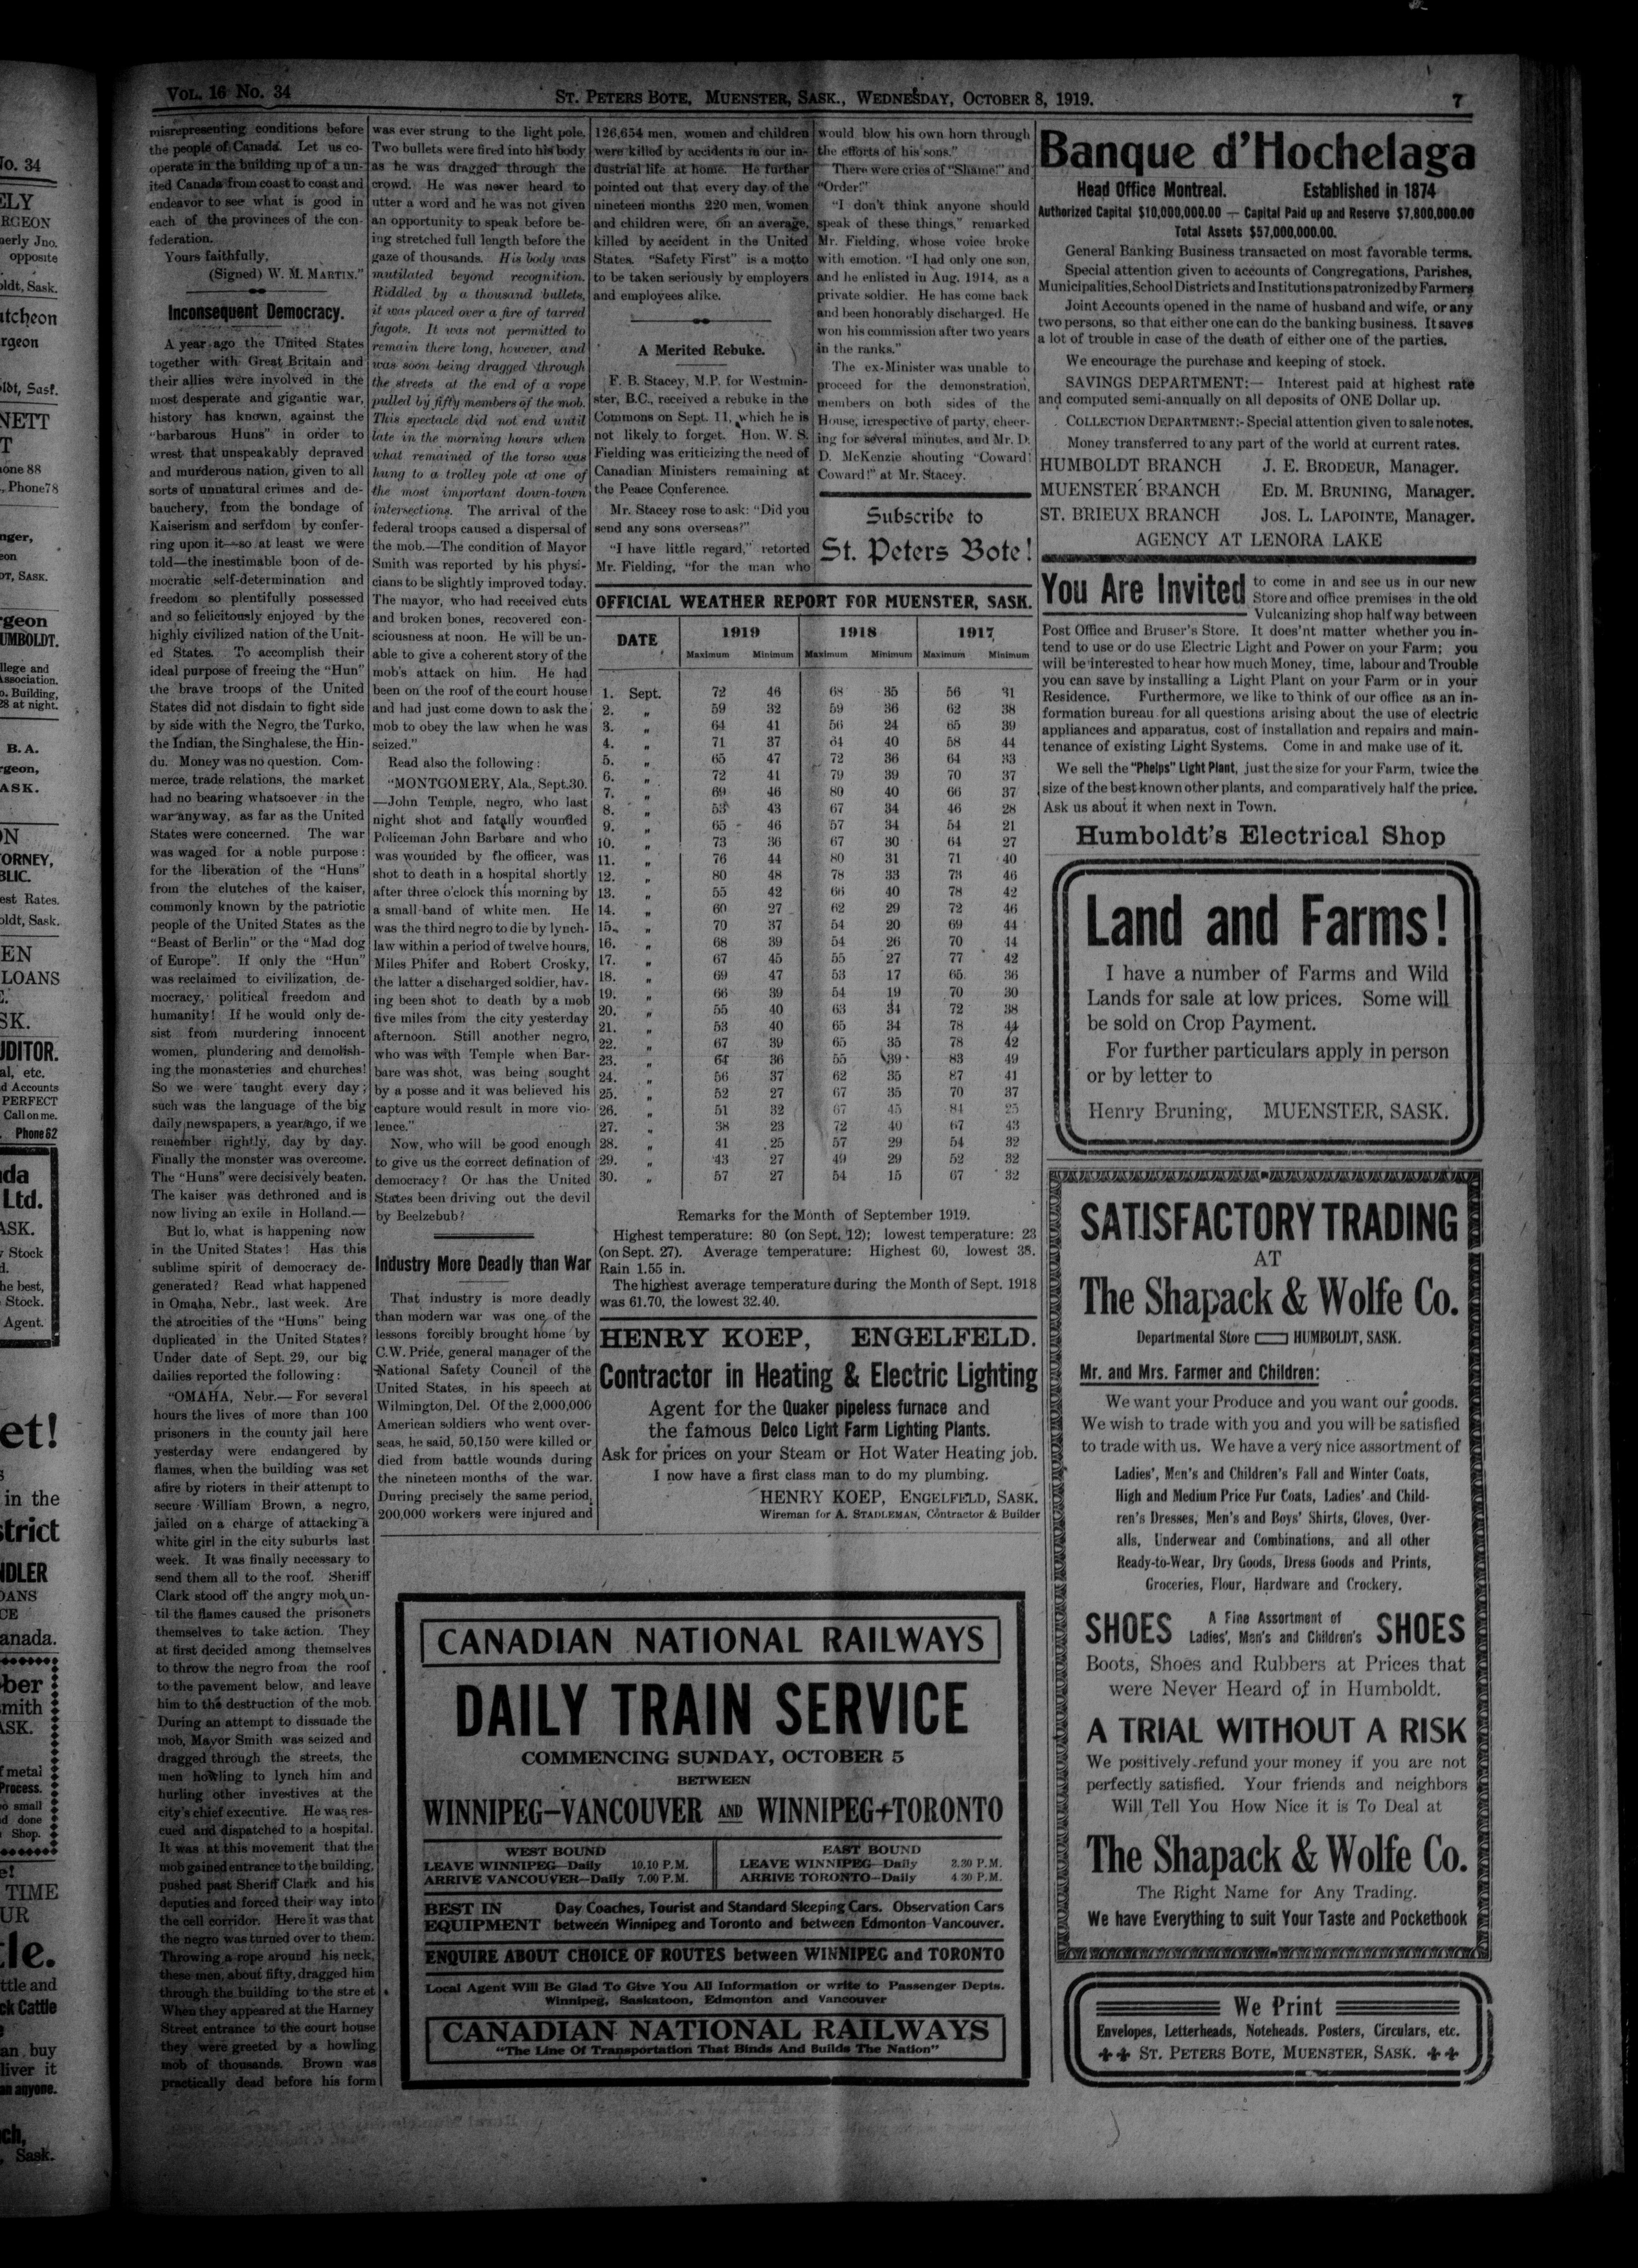 VOL. 16 No. 34 ST. PETERS BOTE, MUENSTER, SASK., WEDNESDAY, OCTOBER 8, 1919. 7
misrepresenting conditions before
the people of Canada. Let us co-
operate in the building up of a un-
ited Canada from coast to coast and
endeavor to see what is good in
each of the provinces of the con-
federation.
Yours faithfully,
(Signed) W. M. MARTIN."
Inconsequent Democracy.
A year ago the United States
together with Great Britain and
their allies were involved in the
most desperate and gigantic war,
history has known, against the
"barbarous Huns" in order to
wrest that unspeakably depraved
and murderous nation, given to all
sorts of unnatural crimes and de-
bauchery, from the bondage of
Kaiserism and serfdom by confer-
ring upon it—so at least we were
told—the inestimable boon of de-
mocratic self-determination and
freedom so plentifully possessed
and so felicitously enjoyed by the
highly civilized nation of the Unit-
ed States. To accomplish their
ideal purpose of freeing the "Hun"
the brave troops of the United
States did not disdain to fight side
by side with the Negro, the Turko,
the Indian, the Singhalese, the Hin-
du. Money was no question. Com-
merce, trade relations, the market
had no bearing whatsoever in the
war anyway, as far as the United
States were concerned. The war
was waged for a noble purpose:
for the liberation of the "Huns"
from the clutches of the kaiser,
commonly known by the patriotic
people of the United States as the
"Beast of Berlin" or the "Mad dog
of Europe". If only the "Hun"
was reclaimed to civilization, de-
mocracy, political freedom and
humanity! If he would only de-
sist from murdering innocent
women, plundering and demolish-
ing the monasteries and churches!
So we were taught every day;
such was the language of the big
daily newspapers, a year ago, if we
remember rightly, day by day.
Finally the monster was overcome.
The "Huns" were decisively beaten.
The kaiser was dethroned and is
now living an exile in Holland.—
But lo, what is happening now
in the United States! Has this
sublime spirit of democracy de-
generated? Read what happened
in Omaha, Nebr., last week. Are
the atrocities of the "Huns" being
duplicated in the United States?
Under date of Sept. 29, our big
dailies reported the following:
"OMAHA, Nebr.— For several
hours the lives of more than 100
prisoners in the county jail here
yesterday were endangered by
flames, when the building was set
afire by rioters in their attempt to
secure William Brown, a negro,
jailed on a charge of attacking a
white girl in the city suburbs last
week. It was finally necessary to
send them all to the roof. Sheriff
Clark stood off the angry mob un-
til the flames caused the prisoners
themselves to take action. They
at first decided among themselves
to throw the negro from the roof
to the pavement below, and leave
him to the destruction of the mob.
During an attempt to dissuade the
mob, Mayor Smith was seized and
dragged through the streets, the
men howling to lynch him and
hurling other investives at the
city's chief executive. He was res-
cued and dispatched to a hospital.
It was at this movement that the
mob gained entrance to the building,
pushed past Sheriff Clark and his
deputies and forced their way into
the cell corridor. Here it was that
the negro was turned over to them.
Throwing a rope around his neck,
these men, about fifty, dragged him
through the building to the stre et
When they appeared at the Harney
Street entrance to the court house
they were greeted by a howling
mob of thousands. Brown was
practically dead before his form
was ever strung to the light pole.
Two bullets were fired into his body
as he was dragged through the
crowd. He was never heard to
utter a word and he was not given
an opportunity to speak before be-
ing stretched full length before the
gaze of thousands. His body was
mutilated beyond recognition.
Riddled by a thousand bullets,
it was placed over a fire of tarred
fagots. It was not permitted to
remain there long, however, and
was soon being dragged through
the streets at the end of a rope
pulled by fifty members of the mob.
This spectacle did not end until
late in the morning hours when
what remained of the torso was
hung to a trolley pole at one of
the most important down-town
intersections. The arrival of the
federal troops caused a dispersal of
the mob.—The condition of Mayor
Smith was reported by his physi-
cians to be slightly improved today.
The mayor, who had received cuts
and broken bones, recovered con-
sciousness at noon. He will be un-
able to give a coherent story of the
mob's attack on him. He had
been on the roof of the court house
and had just come down to ask the
mob to obey the law when he was
seized."
Read also the following:
"MONTGOMERY, Ala., Sept.30.
—John Temple, negro, who last
night shot and fatally wounded
Policeman John Barbare and who
was wounded by the officer, was
shot to death in a hospital shortly
after three o'clock this morning by
a small band of white men. He
was the third negro to die by lynch-
law within a period of twelve hours,
Miles Phifer and Robert Crosky,
the latter a discharged soldier, hav-
ing been shot to death by a mob
five miles from the city yesterday
afternoon. Still another negro,
who was with Temple when Bar-
bare was shot, was being sought
by a posse and it was believed his
capture would result in more vio-
lence."
Now, who will be good enough
to give us the correct defination of
democracy? Or has the United
States been driving out the devil
by Beelzebub?
Industry More Deadly than War
That industry is more deadly
than modern war was one of the
lessons forcibly brought home by
C.W. Price, general manager of the
National Safety Council of the
United States, in his speech at
Wilmington, Del. Of the 2,000,000
American soldiers who went over-
seas, he said, 50,150 were killed or
died from battle wounds during
the nineteen months of the war.
During precisely the same period,
200,000 workers were injured and
126,654 men, women and children
were killed by accidents in our in-
dustrial life at home. He further
pointed out that every day of the
nineteen months 220 men, women
and children were, on an average,
killed by accident in the United
States. "Safety First" is a motto
to be taken seriously by employers
and employees alike.
A Merited Rebuke.
F. B. Stacey, M.P. for Westmin-
ster, B.C., received a rebuke in the
Commons on Sept. 11, which he is
not likely to forget. Hon. W. S.
Fielding was criticizing the need of
Canadian Ministers remaining at
the Peace Conference.
Mr. Stacey rose to ask: "Did you
send any sons overseas?"
"I have little regard," retorted
Mr. Fielding, "for the man who
would blow his own horn through
the efforts of his sons."
There were cries of "Shame!" and
"Order!"
"I don't think anyone should
speak of these things," remarked
Mr. Fielding, whose voice broke
with emotion. "I had only one son,
and he enlisted in Aug. 1914, as a
private soldier. He has come back
and been honorably discharged. He
won his commission after two years
in the ranks."
The ex-Minister was unable to
proceed for the demonstration,
members on both sides of the
House, irrespective of party, cheer-
ing for several minutes, and Mr. D.
D. McKenzie shouting "Coward!
Coward!" at Mr. Stacey.
Subscribe to
St. Peters Bote!
OFFICIAL WEATHER REPORT FOR MUENSTER, SASK.
DATE 1919 1918 1917
Maximum Minimum Maximum Minimum Maximum Minimum
1. Sept. 72 46 68 35 56 31
2. " 59 32 59 36 62 38
3. " 64 41 56 24 65 39
4. " 71 37 64 40 58 44
5. " 65 47 72 36 64 33
6. " 72 41 79 39 70 37
7. " 69 46 80 40 66 37
8. " 53 43 67 34 46 28
9. " 65 46 57 34 54 21
10. " 73 36 67 30 64 27
11. " 76 44 80 31 71 40
12. " 80 48 78 33 73 46
13. " 55 42 66 40 78 42
14. " 60 27 62 29 72 46
15. " 70 37 54 20 69 44
16. " 68 39 54 26 70 44
17. " 67 45 55 27 77 42
18. " 69 47 53 17 65 36
19. " 66 39 54 19 70 30
20. " 55 40 63 34 72 38
21. " 53 40 65 34 78 44
22. " 67 39 65 35 78 42
23. " 64 36 55 39 83 49
24. " 56 37 62 35 87 41
25. " 52 27 67 35 70 37
26. " 51 32 67 45 84 25
27. " 38 23 72 40 67 43
28. " 41 25 57 29 54 32
29. " 43 27 49 29 52 32
30. " 57 27 54 15 67 32
Remarks for the Month of September 1919.
Highest temperature: 80 (on Sept. 12); lowest temperature: 23
(on Sept. 27). Average temperature: Highest 60, lowest 38.
Rain 1.55 in.
The highest average temperature during the Month of Sept. 1918
was 61.70, the lowest 32.40.
HENRY KOEP, ENGELFELD.
Contractor in Heating & Electric Lighting
Agent for the Quaker pipeless furnace and
the famous Delco Light Farm Lighting Plants.
Ask for prices on your Steam or Hot Water Heating job.
I now have a first class man to do my plumbing.
HENRY KOEP, ENGELFELD, SASK.
Wireman for A. STADLEMAN, Contractor & Builder
CANADIAN NATIONAL RAILWAYS
DAILY TRAIN SERVICE
COMMENCING SUNDAY, OCTOBER 5
BETWEEN
WINNIPEG—VANCOUVER AND WINNIPEG+TORONTO
WEST BOUND
LEAVE WINNIPEG—Daily 10.10 P.M.
ARRIVE VANCOUVER—Daily 7.00 P.M.
EAST BOUND
LEAVE WINNIPEG—Daily 3.30 P.M.
ARRIVE TORONTO—Daily 4 30 P.M.
BEST IN Day Coaches, Tourist and Standard Sleeping Cars. Observation Cars
EQUIPMENT between Winnipeg and Toronto and between Edmonton Vancouver.
ENQUIRE ABOUT CHOICE OF ROUTES between WINNIPEG and TORONTO
Local Agent Will Be Glad To Give You All Information or write to Passenger Depts.
Winnipeg, Saskatoon, Edmonton and Vancouver
CANADIAN NATIONAL RAILWAYS
"The Line Of Transportation That Binds And Builds The Nation"
Banque d'Hochelaga
Head Office Montreal. Established in 1874
Authorized Capital $10,000,000.00 — Capital Paid up and Reserve $7,800,000.00
Total Assets $57,000,000.00.
General Banking Business transacted on most favorable terms.
Special attention given to accounts of Congregations, Parishes,
Municipalities, School Districts and Institutions patronized by Farmers
Joint Accounts opened in the name of husband and wife, or any
two persons, so that either one can do the banking business. It saves
a lot of trouble in case of the death of either one of the parties.
We encourage the purchase and keeping of stock.
SAVINGS DEPARTMENT:— Interest paid at highest rate
and computed semi-annually on all deposits of ONE Dollar up.
COLLECTION DEPARTMENT:- Special attention given to sale notes.
Money transferred to any part of the world at current rates.
HUMBOLDT BRANCH J. E. BRODEUR, Manager.
MUENSTER BRANCH ED. M. BRUNING, Manager.
ST. BRIEUX BRANCH JOS. L. LAPOINTE, Manager.
AGENCY AT LENORA LAKE
You Are Invited to come in and see us in our new
Store and office premises in the old
Vulcanizing shop half way between
Post Office and Bruser's Store. It does'nt matter whether you in-
tend to use or do use Electric Light and Power on your Farm; you
will be interested to hear how much Money, time, labour and Trouble
you can save by installing a Light Plant on your Farm or in your
Residence. Furthermore, we like to think of our office as an in-
formation bureau for all questions arising about the use of electric
appliances and apparatus, cost of installation and repairs and main-
tenance of existing Light Systems. Come in and make use of it.
We sell the "Phelps" Light Plant, just the size for your Farm, twice the
size of the best known other plants, and comparatively half the price.
Ask us about it when next in Town.
Humboldt's Electrical Shop
Land and Farms!
I have a number of Farms and Wild
Lands for sale at low prices. Some will
be sold on Crop Payment.
For further particulars apply in person
or by letter to
Henry Bruning, MUENSTER, SASK.
SATISFACTORY TRADING
AT
The Shapack & Wolfe Co.
Departmental Store HUMBOLDT, SASK.
Mr. and Mrs. Farmer and Children:
We want your Produce and you want our goods.
We wish to trade with you and you will be satisfied
to trade with us. We have a very nice assortment of
Ladies', Men's and Children's Fall and Winter Coats,
High and Medium Price Fur Coats, Ladies' and Child-
ren's Dresses, Men's and Boys' Shirts, Gloves, Over-
alls, Underwear and Combinations, and all other
Ready-to-Wear, Dry Goods, Dress Goods and Prints,
Groceries, Flour, Hardware and Crockery.
SHOES A Fine Assortment of
Ladies', Men's and Children's SHOES
Boots, Shoes and Rubbers at Prices that
were Never Heard of in Humboldt.
A TRIAL WITHOUT A RISK
We positively refund your money if you are not
perfectly satisfied. Your friends and neighbors
Will Tell You How Nice it is To Deal at
The Shapack & Wolfe Co.
The Right Name for Any Trading.
We have Everything to suit Your Taste and Pocketbook
We Print
Envelopes, Letterheads, Noteheads. Posters, Circulars, etc.
ST. PETERS BOTE, MUENSTER, SASK.